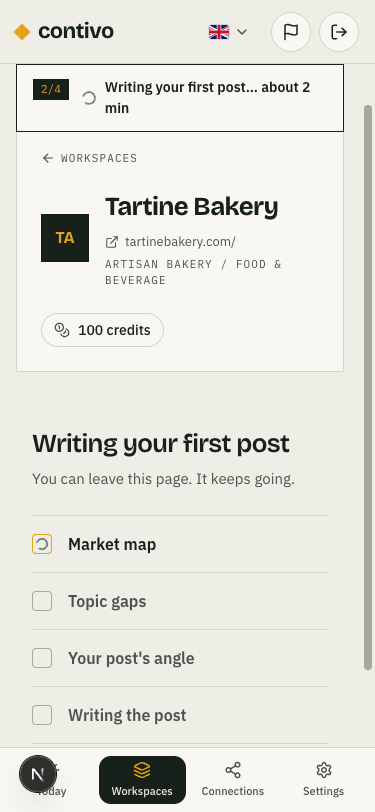 contivo
2/4
Writing your first post... about 2
min
WORKSPACES
TA
Tartine Bakery
tartinebakery.com/
ARTISAN BAKERY / FOOD &
BEVERAGE
100 credits
Writing your first post
You can leave this page. It keeps going.
Market map
Topic gaps
Your post's angle
Writing the post
N
Workspaces
Connections
Settings